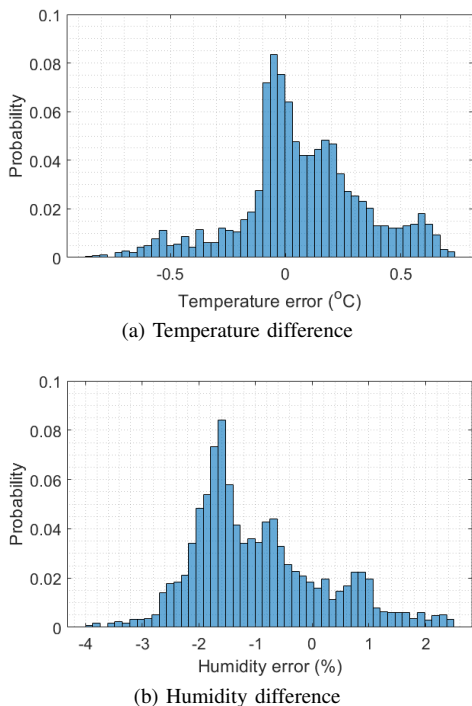 0.1
0.08
0.06
0.04
0.02
0
Probability
-0.5 0 0.5
Temperature error (°C)
(a) Temperature difference
0.1
0.08
0.06
0.04
0.02
0
Probability
-4 -3 -2 -1 0 1 2
Humidity error (%)
(b) Humidity difference